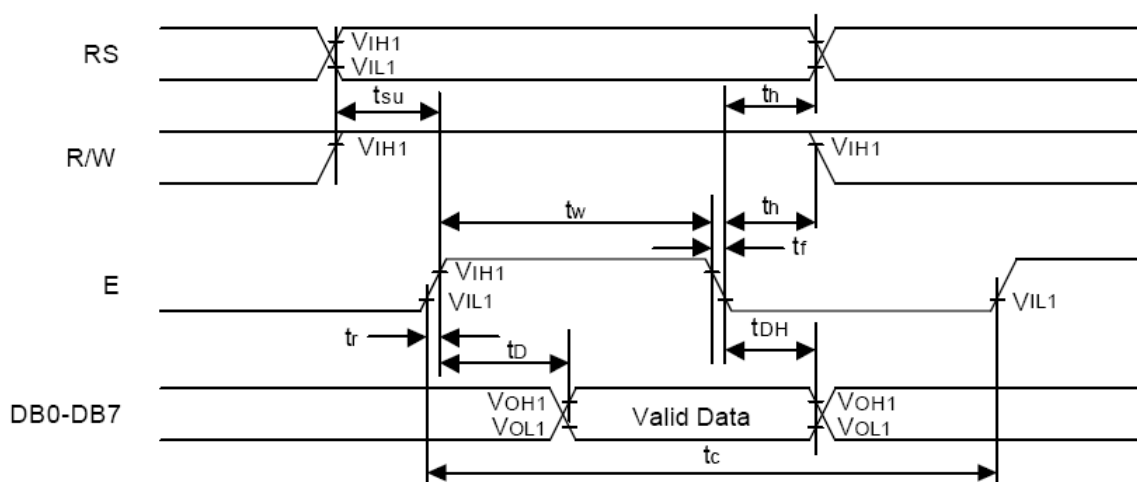 RS
VIH1
VIL1
tsu
th
R/W
VIH1
VIH1
tw
th
tf
E
VIH1
VIL1
VIL1
tr
tD
tDH
DB0-DB7
VOH1
VOL1
Valid Data
VOH1
VOL1
tc